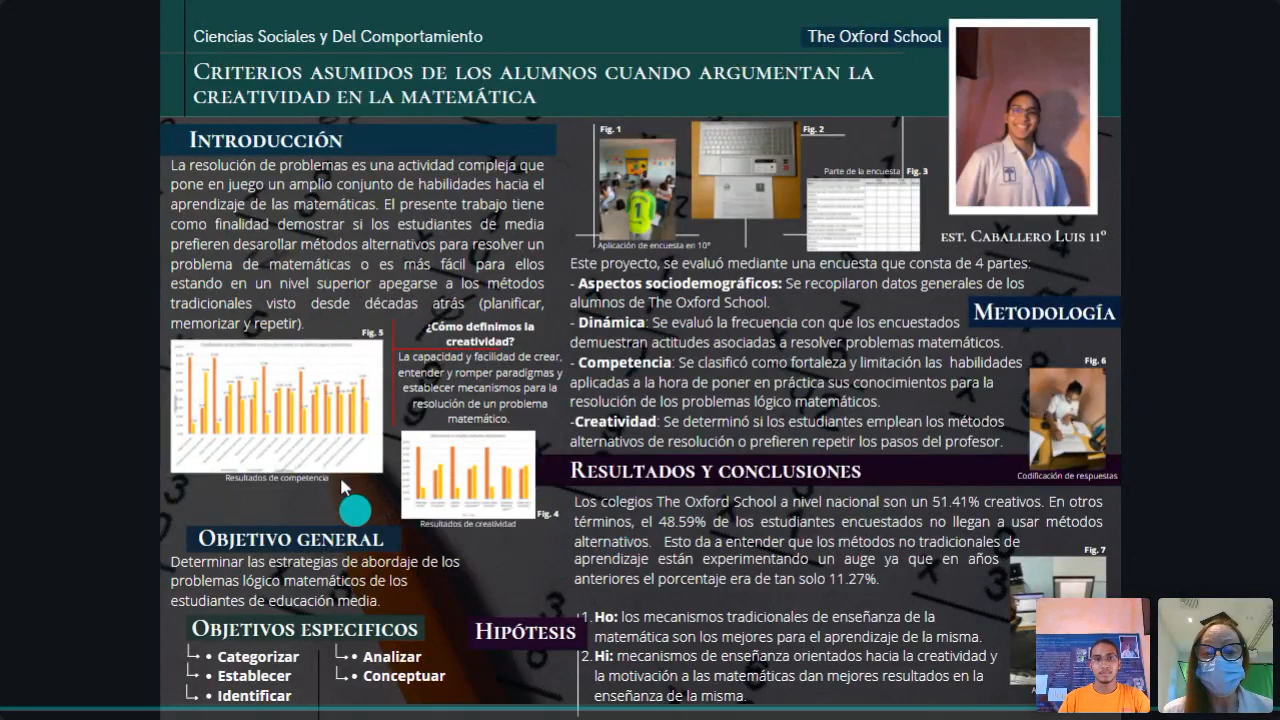 Ciencias Sociales y Del Comportamiento
The Oxford School
Criterios asumidos de los alumnos cuando argumentan la
creatividad en la matemática
est. Caballero Luis 11º
Introducción
La resolución de problemas es una actividad compleja que
pone en juego un amplio conjunto de habilidades hacia el
aprendizaje de las matemáticas. El presente trabajo tiene
como finalidad demostrar si los estudiantes de media
prefieren desarollar métodos alternativos para resolver un
problema de matemáticas o es más fácil para ellos
estando en un nivel superior apegarse a los métodos
tradicionales visto desde décadas atrás (planificar,
memorizar y repetir).
Fig. 5
Resultados de competencia
¿Cómo definimos la
creatividad?
La capacidad y facilidad de crear,
entender y romper paradigmas y
establecer mecanismos para la
resolución de un problema
matemático.
Fig. 4
Resultados de creatividad
Objetivo general
Determinar las estrategias de abordaje de los
problemas lógico matemáticos de los
estudiantes de educación media.
Objetivos especificos
• Categorizar
• Establecer
• Identificar
Analizar
Conceptuar
Fig. 1
Aplicación de encuesta en 10°
Fig. 2
Parte de la encuesta
Fig. 3
Metodología
Este proyecto, se evaluó mediante una encuesta que consta de 4 partes:
- Aspectos sociodemográficos: Se recopilaron datos generales de los
alumnos de The Oxford School.
- Dinámica: Se evaluó la frecuencia con que los encuestados
demuestran actitudes asociadas a resolver problemas matemáticos.
- Competencia: Se clasificó como fortaleza y limitación las habilidades
aplicadas a la hora de poner en práctica sus conocimientos para la
resolución de los problemas lógico matemáticos.
-Creatividad: Se determinó si los estudiantes emplean los métodos
alternativos de resolución o prefieren repetir los pasos del profesor.
Fig. 6
Codificación de respuestas
Resultados y conclusiones
Los colegios The Oxford School a nivel nacional son un 51.41% creativos. En otros
términos, el 48.59% de los estudiantes encuestados no llegan a usar métodos
alternativos. Esto da a entender que los métodos no tradicionales de
aprendizaje están experimentando un auge ya que en años
anteriores el porcentaje era de tan solo 11.27%.
Fig. 7
Hipótesis
1. Ho: los mecanismos tradicionales de enseñanza de la
matemática son los mejores para el aprendizaje de la misma.
2. Hi: mecanismos de enseñanza orientados hacia la creatividad y
la motivación a las matemáticas dan mejores resultados en la
enseñanza de la misma.